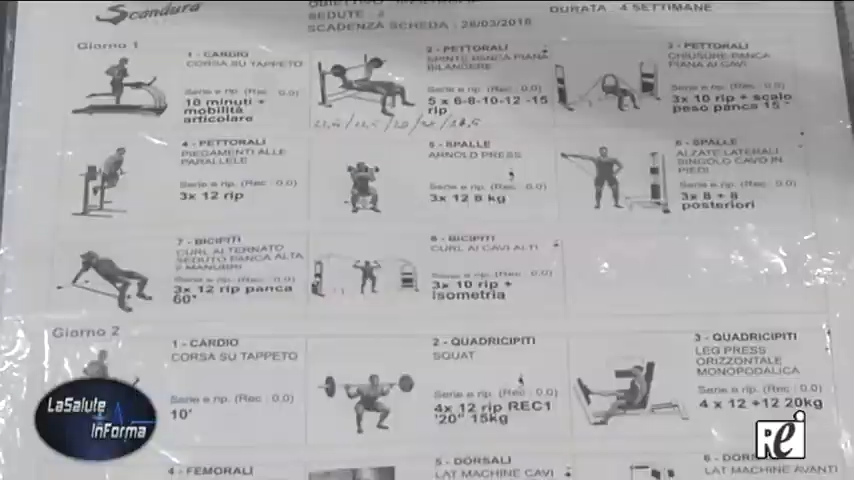 Scandura
SEDUTE : 2
SCADENZA SCHEDA : 28/03/2018
DURATA : 4 SETTIMANE
Giorno 1
1 - CARDIO
CORSA SU TAPPETO
Serie e rip. (Rec : 0.0)
10 minuti +
mobilità
articolare
2 - PETTORALI
SPINTE PANCA PIANA
BILANCERE
Serie e rip. (Rec : 0.0)
5 x 6-8-10-12 -15
rip
3 - PETTORALI
CHIUSURE PANCA
PIANA AI CAVI
Serie e rip. (Rec : 0.0)
3x 10 rip + scalo
peso panca 15°
4 - PETTORALI
PIEGAMENTI ALLE
PARALLELE
Serie e rip. (Rec : 0.0)
3x 12 rip
5 - SPALLE
ARNOLD PRESS
Serie e rip. (Rec : 0.0)
3x 12 8 kg
6 - SPALLE
ALZATE LATERALI
SINGOLO CAVO IN
PIEDI
Serie e rip. (Rec : 0.0)
3x 8 + 8
posteriori
7 - BICIPITI
CURL ALTERNATO
SEDUTO PANCA ALTA
2 MANUBRI
Serie e rip. (Rec : 0.0)
3x 12 rip panca
60°
8 - BICIPITI
CURL AI CAVI ALTI
Serie e rip. (Rec : 0.0)
3x 10 rip +
isometria
Giorno 2
1 - CARDIO
CORSA SU TAPPETO
Serie e rip. (Rec : 0.0)
10'
2 - QUADRICIPITI
SQUAT
Serie e rip. (Rec : 0.0)
4x 12 rip REC1
'20" 15kg
3 - QUADRICIPITI
LEG PRESS
ORIZZONTALE
MONOPODALICA
Serie e rip. (Rec : 0.0)
4 x 12 +12 20kg
4 - FEMORALI
5 - DORSALI
LAT MACHINE CAVI
6 - DORSALI
LAT MACHINE AVANTI
LaSalute
InForma
REi